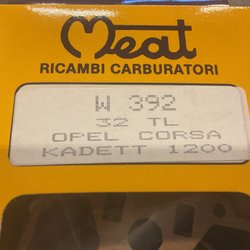 Meat
RICAMBI CARBURATORI
W 392
32 TL
OPEL CORSA
KADETT 1200